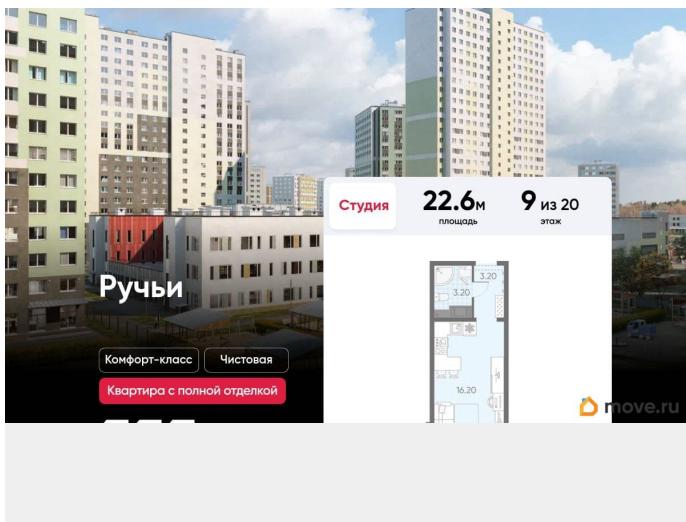 Студия
22.6м
площадь
9 из 20
этаж
3.20
3.20
Ручьи
Комфорт-класс
Чистовая
Квартира с полной отделкой
16.20
move.ru